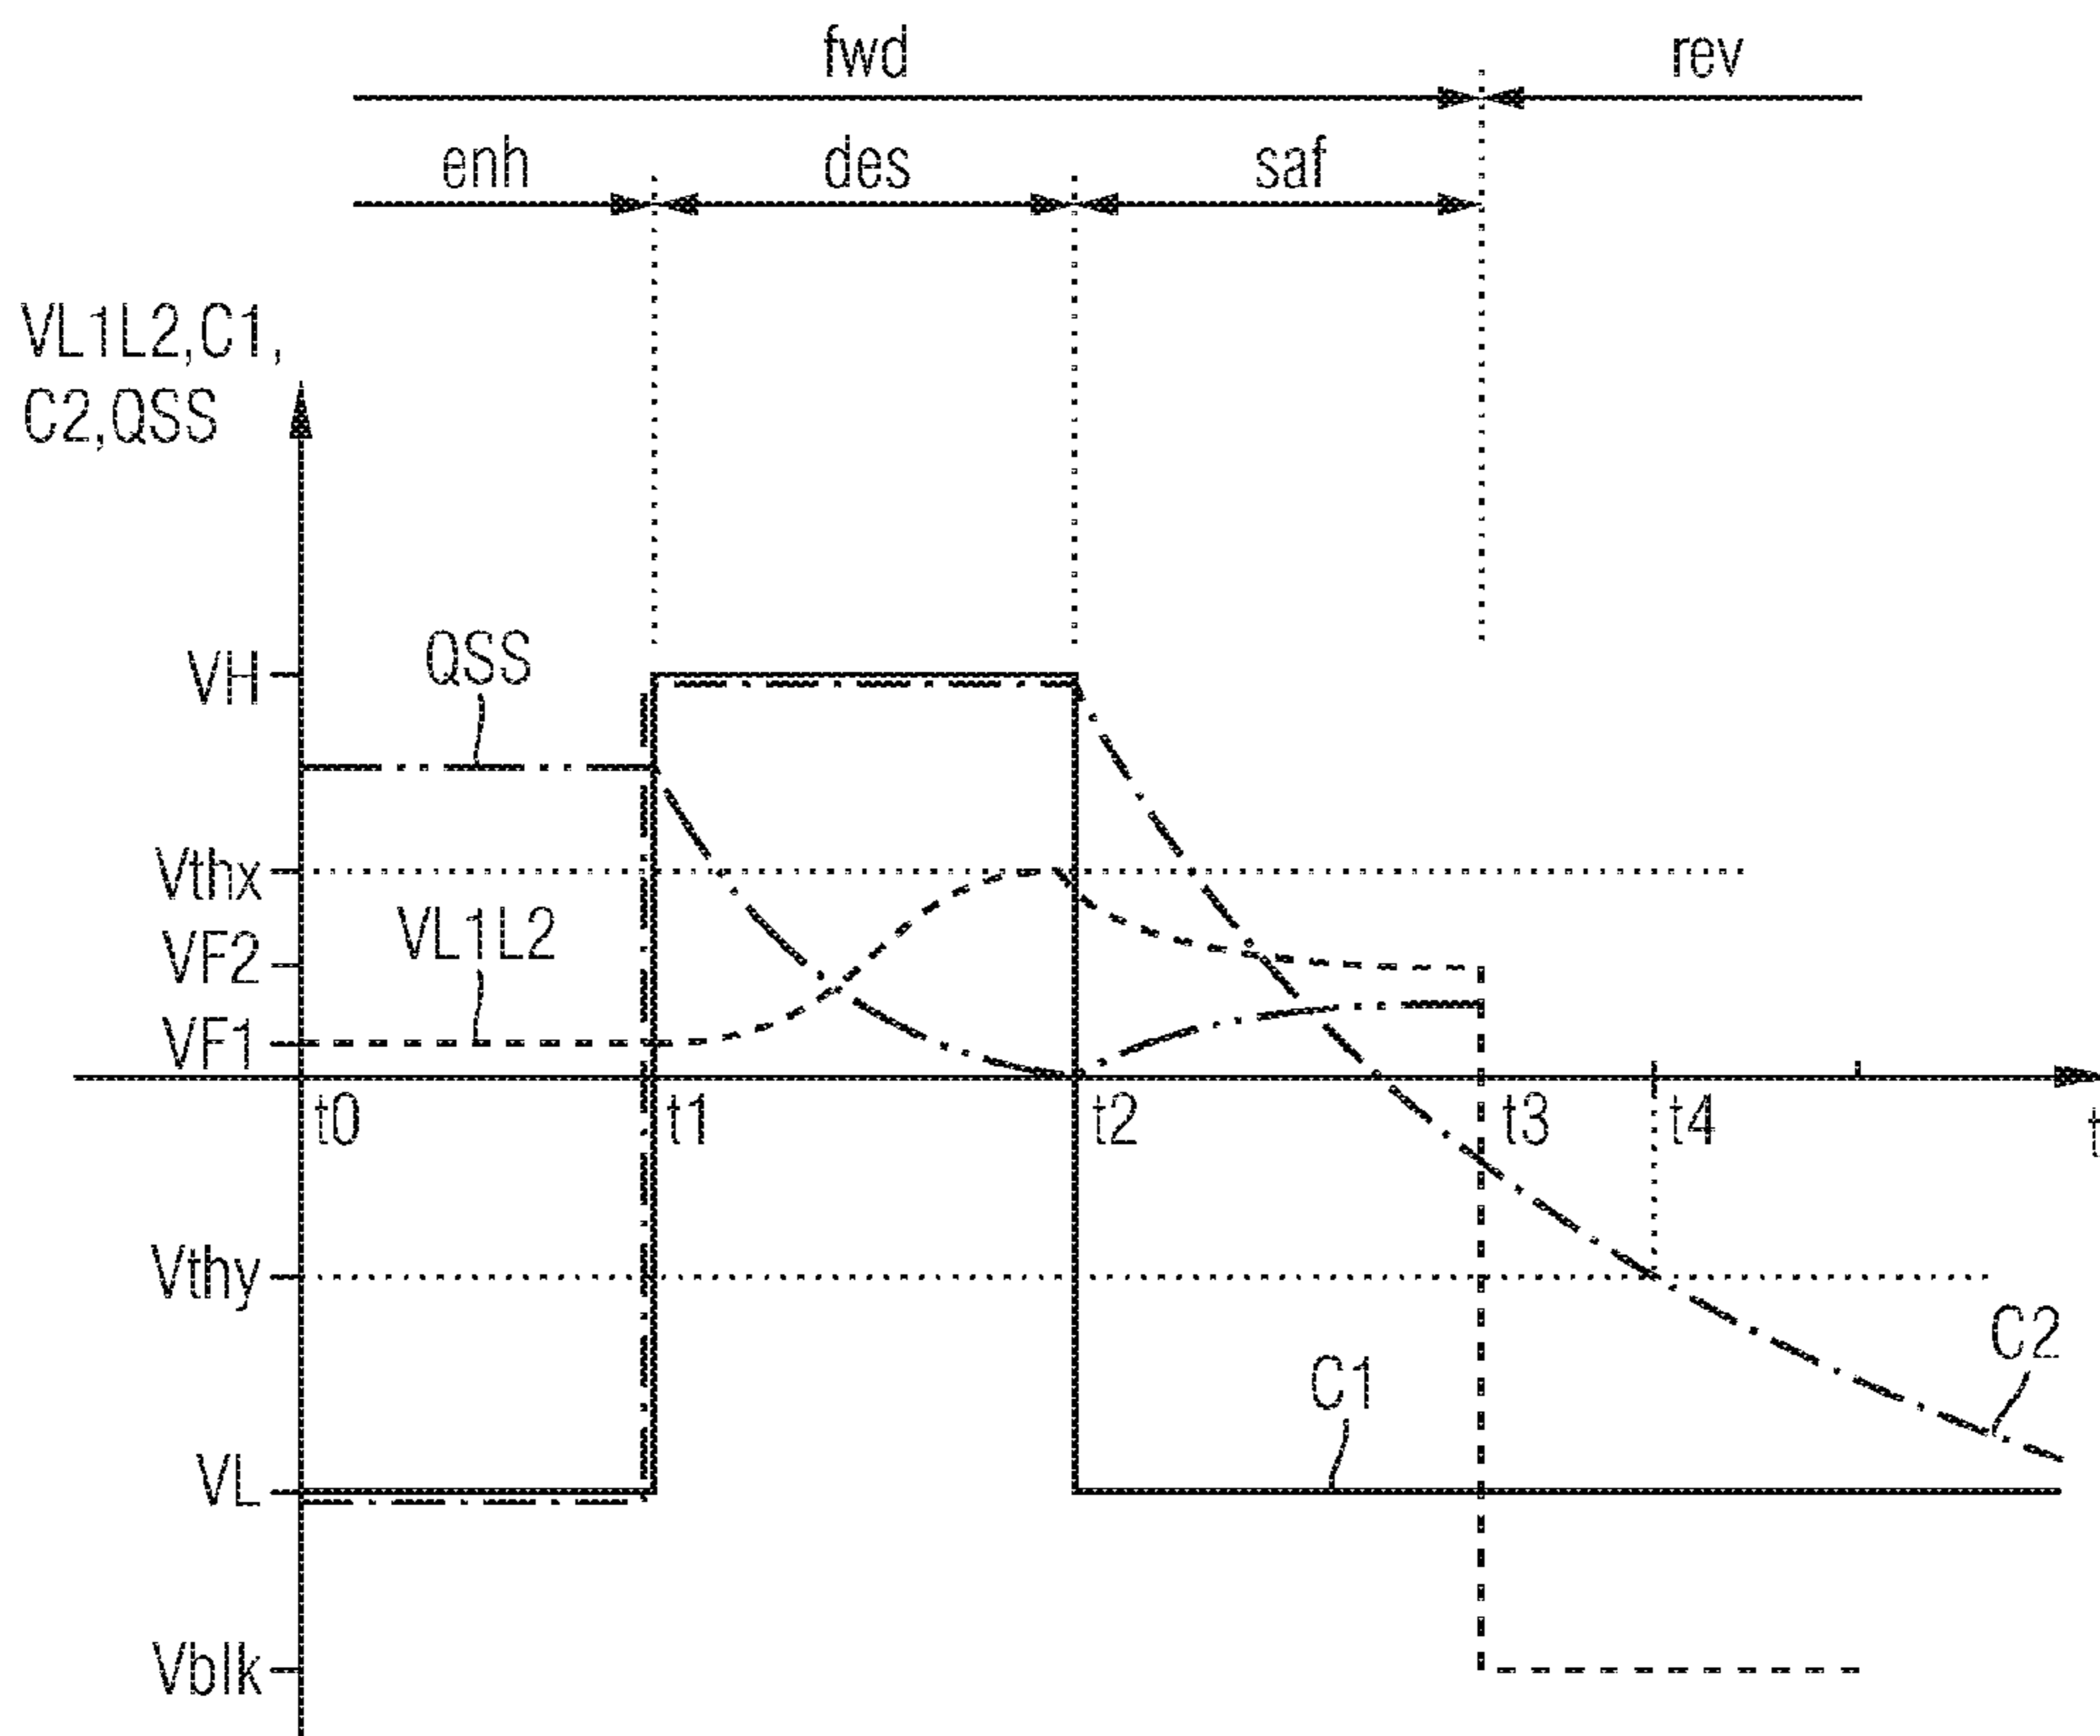 fwd rev
enh des saf
VL1L2,C1,
C2,QSS
VH
QSS
Vthx
VL1L2
VF2
VF1
t0 t1 t2 t3 t4 t
Vthy
C2
C1
VL
Vblk